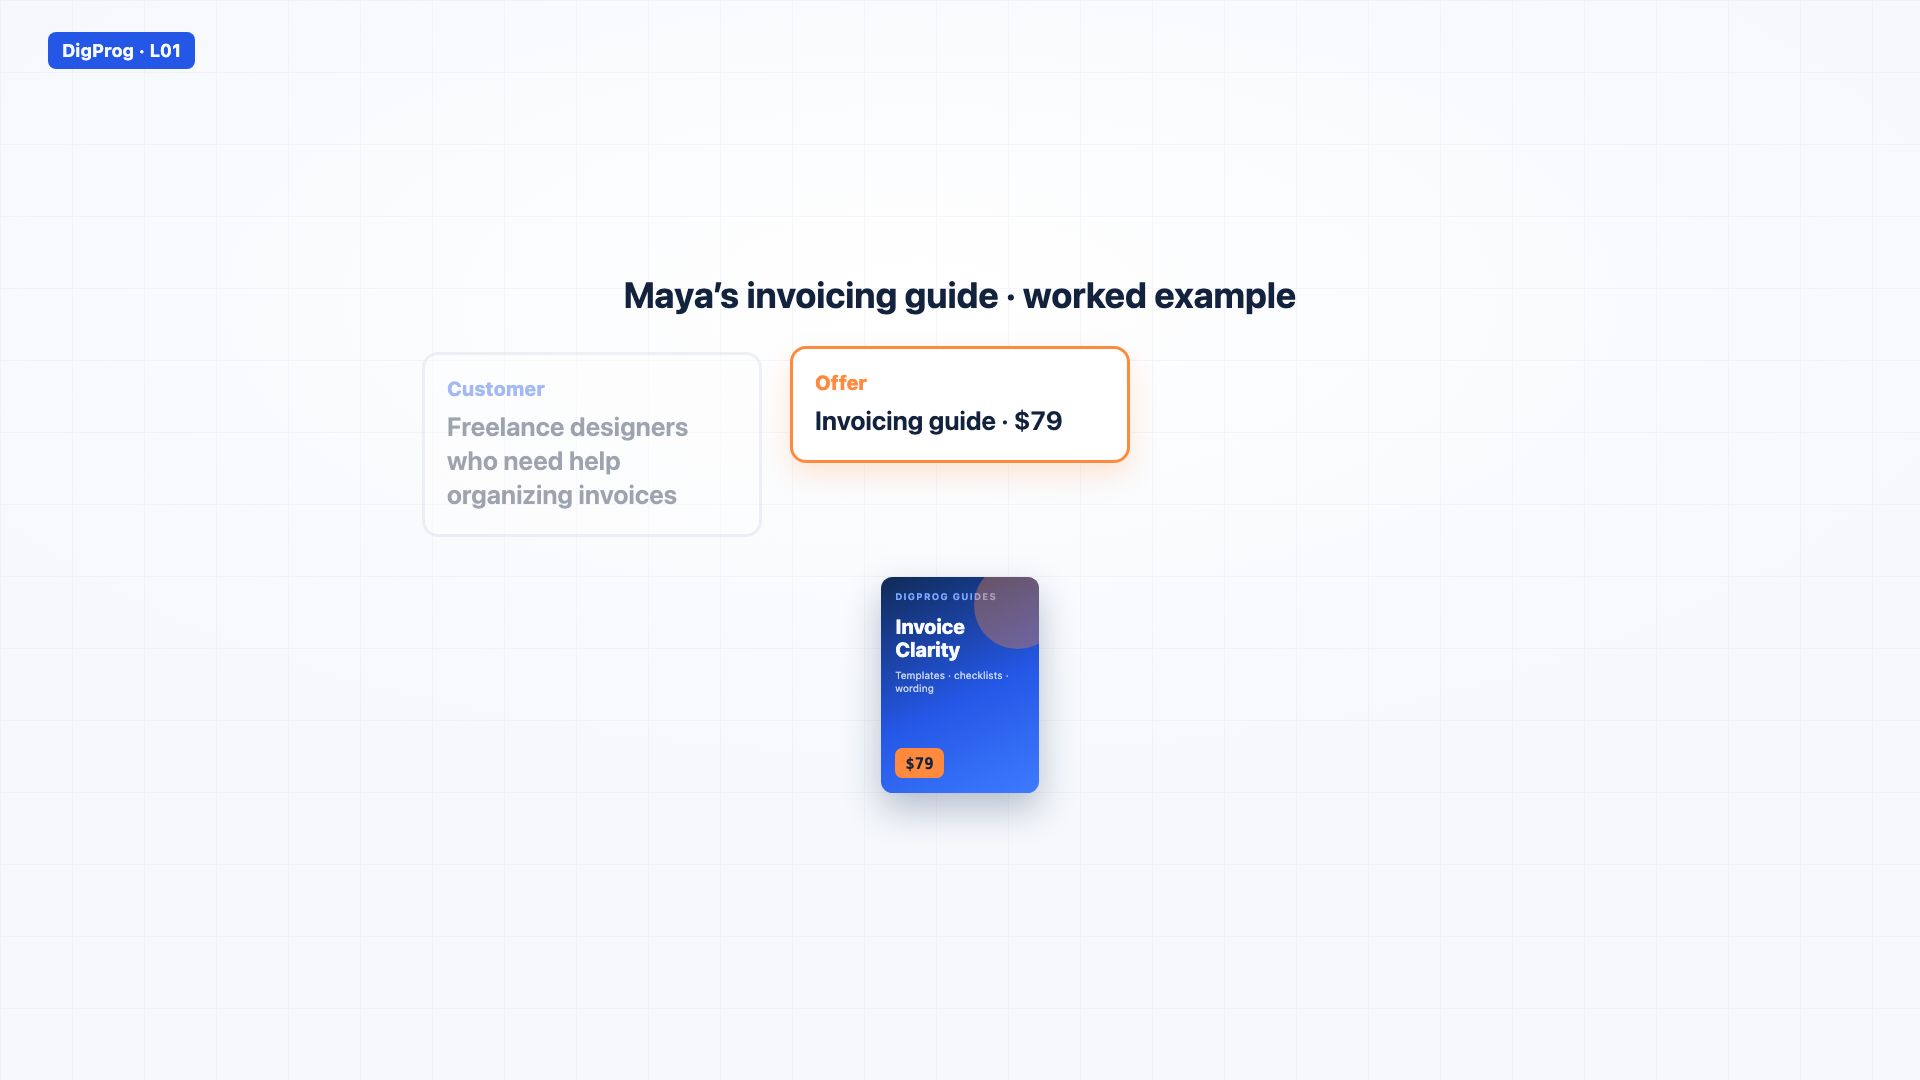 DigProg · L01
Maya’s invoicing guide · worked example
Customer
Freelance designers
who need help
organizing invoices
Offer
Invoicing guide · $79
DIGPROG GUIDES
Invoice
Clarity
Templates · checklists ·
wording
$79